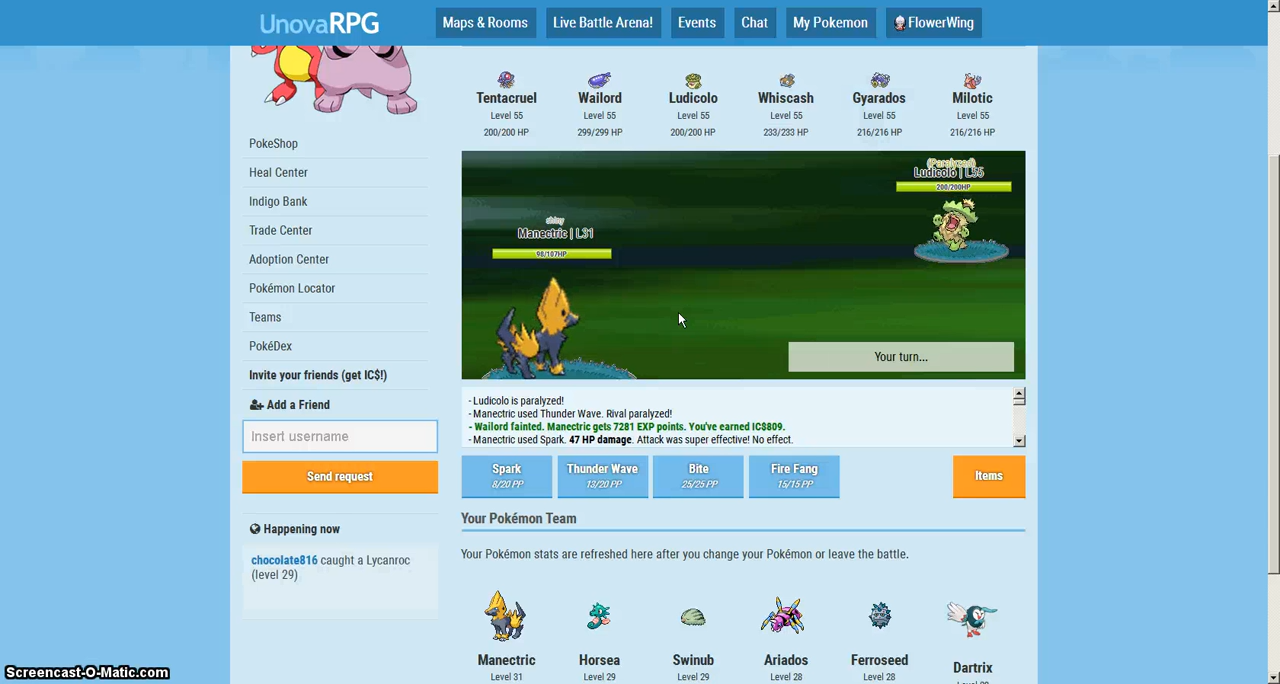 UnovaRPG
Maps & Rooms
Live Battle Arena!
Events
Chat
My Pokemon
FlowerWing
Tentacruel
Wailord
Ludicolo
Whiscash
Gyarados
Milotic
Level 55
Level 55
Level 55
Level 55
Level 55
Level 55
200/200 HP
299/299 HP
200/200 HP
233/233 HP
216/216 HP
216/216 HP
PokeShop
Heal Center
Indigo Bank
Trade Center
Adoption Center
Pokémon Locator
Teams
PokéDex
Invite your friends (get IC$!)
Add a Friend
Insert username
Send request
Happening now
chocolate816 caught a Lycanroc
(level 29)
(Paralyzed)
Ludicolo | L55
200/200HP
shiny
Manectric | L31
98/107HP
Your turn...
- Ludicolo is paralyzed!
- Manectric used Thunder Wave. Rival paralyzed!
- Wailord fainted. Manectric gets 7281 EXP points. You've earned IC$809.
- Manectric used Spark. 47 HP damage. Attack was super effective! No effect.
Spark
8/20 PP
Thunder Wave
13/20 PP
Bite
25/25 PP
Fire Fang
15/15 PP
Items
Your Pokémon Team
Your Pokémon stats are refreshed here after you change your Pokémon or leave the battle.
Manectric
Horsea
Swinub
Ariados
Ferroseed
Dartrix
Level 31
Level 29
Level 29
Level 28
Level 28
Screencast-O-Matic.com